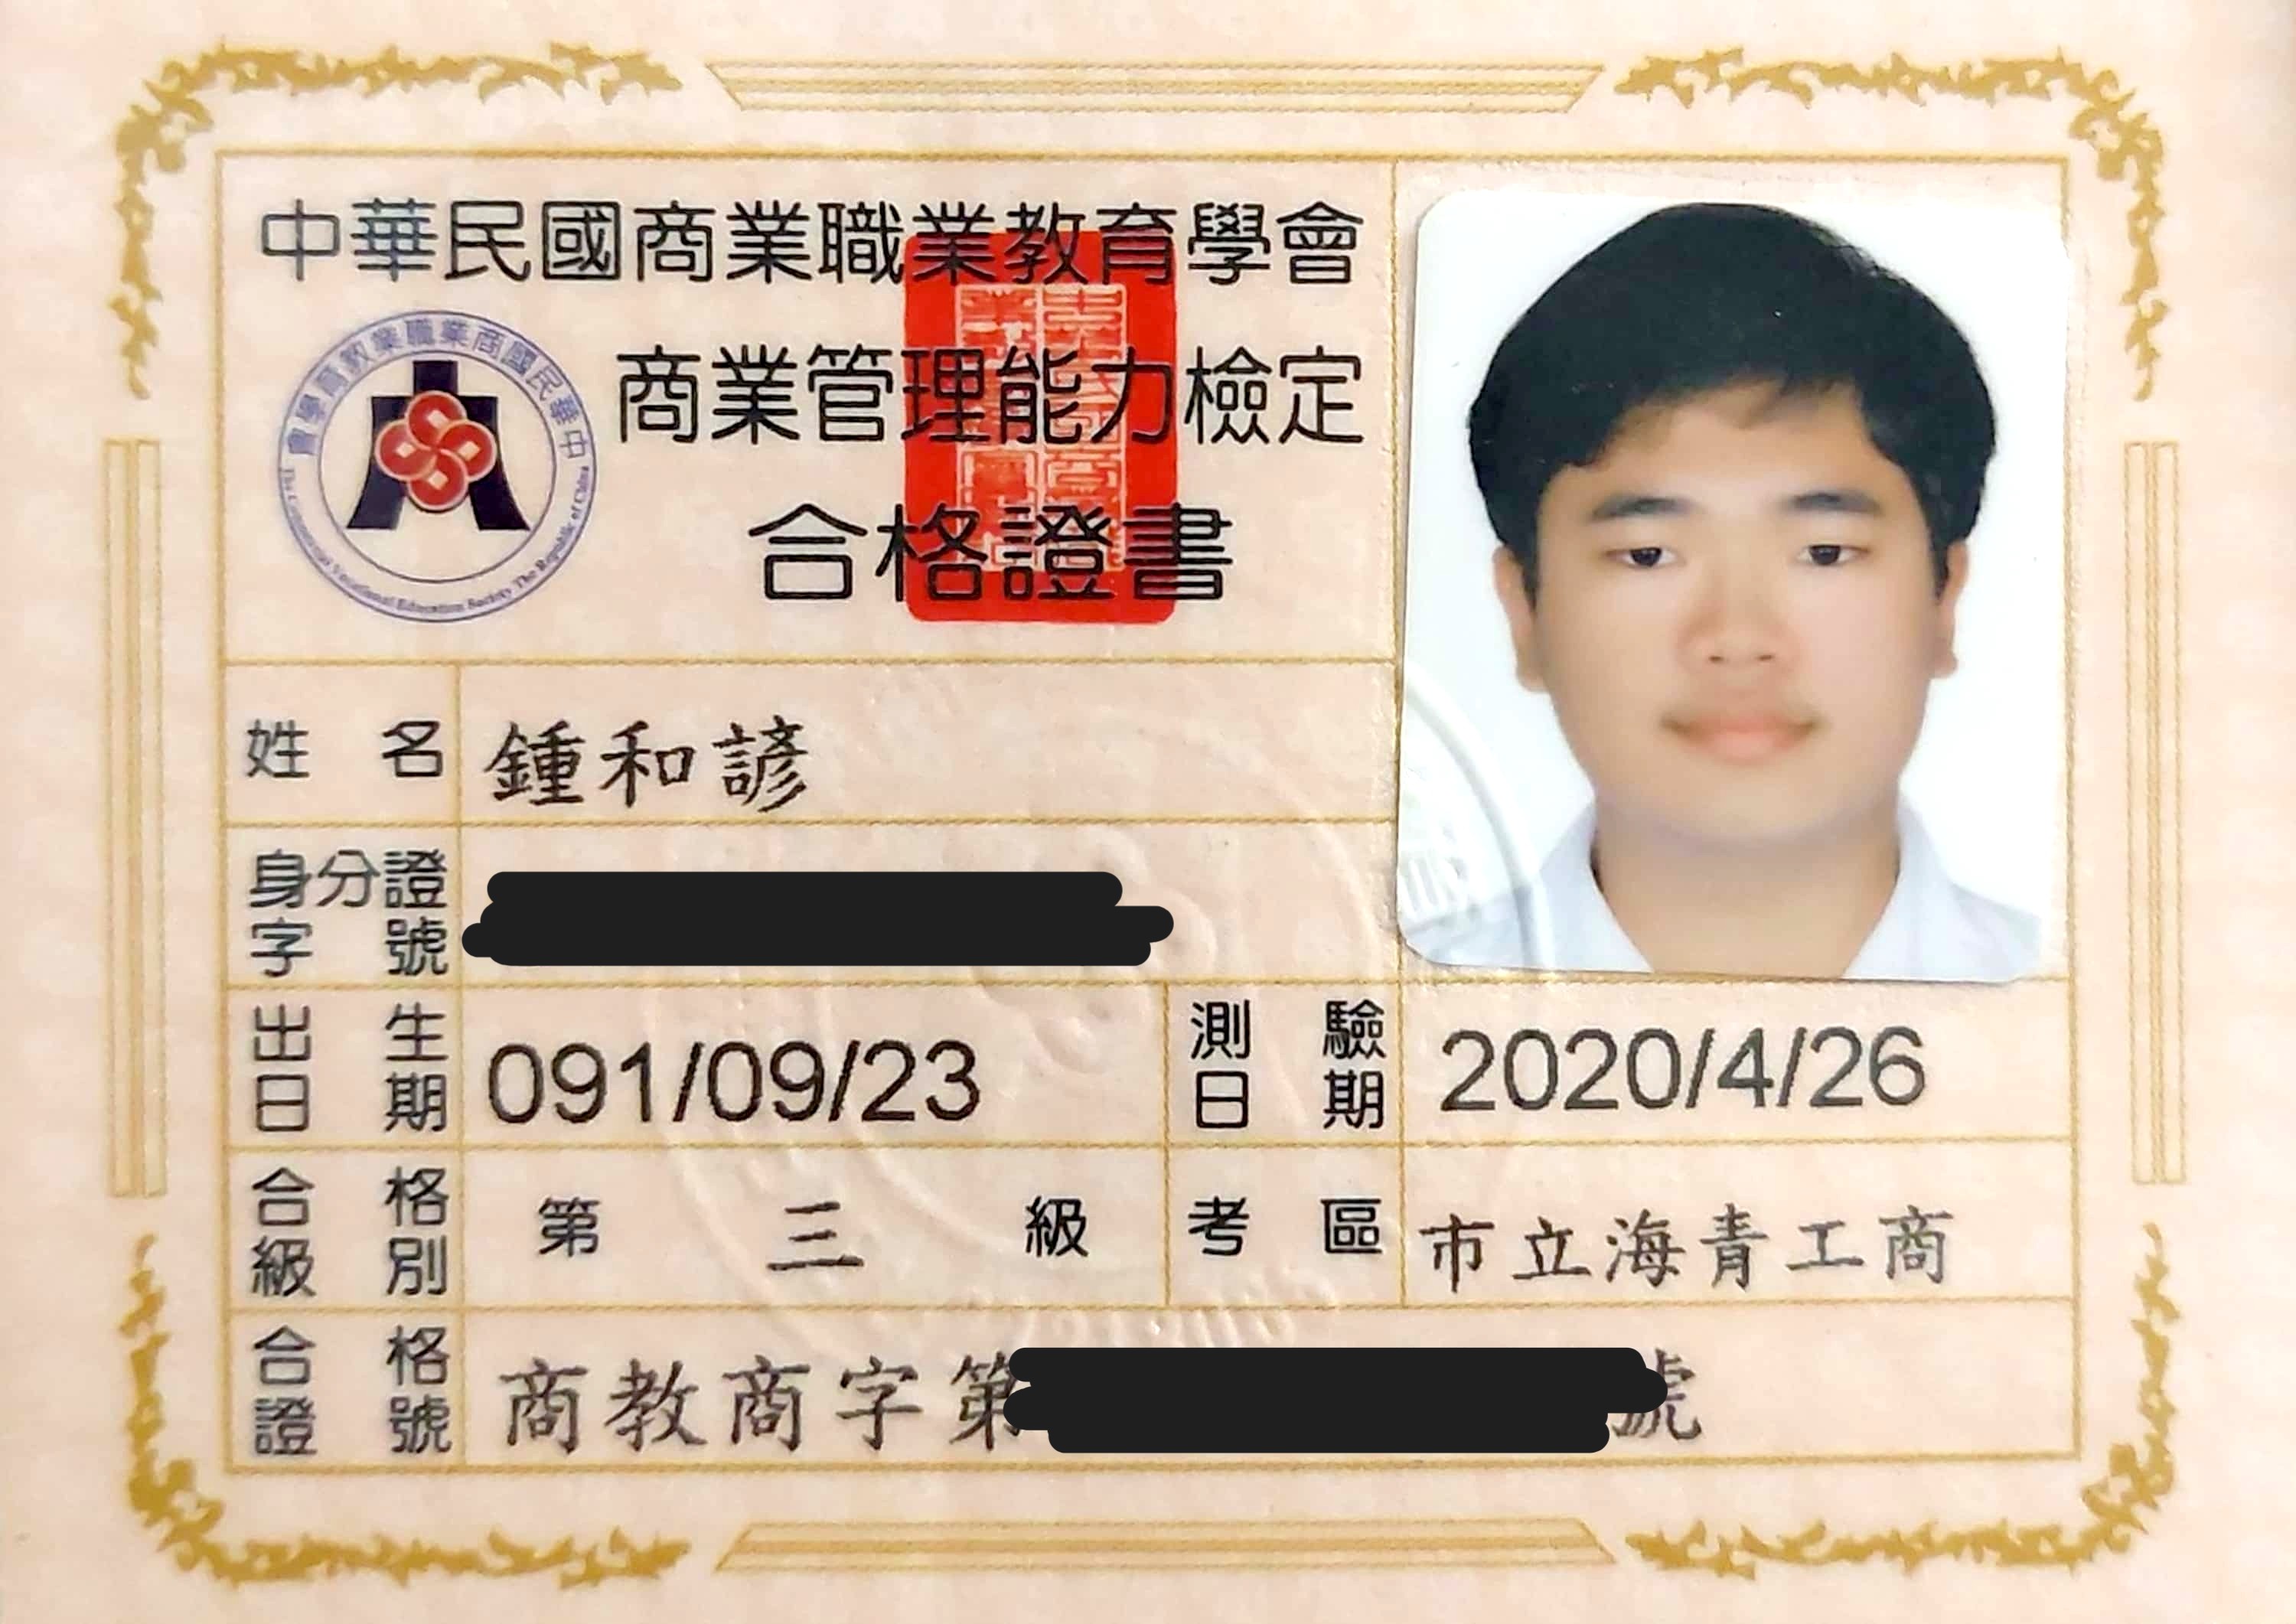 中華民國商業職業教育學會
商業管理能力檢定
合格證書
中華民國商業職業教育學會
The Commercial Vocational Education Society The Republic of China
姓名 鍾和諺
身分證字號
出生日期 091/09/23 測驗日期 2020/4/26
合格級別 第三級 考區 市立海青工商
合格證號 商教商字第 號